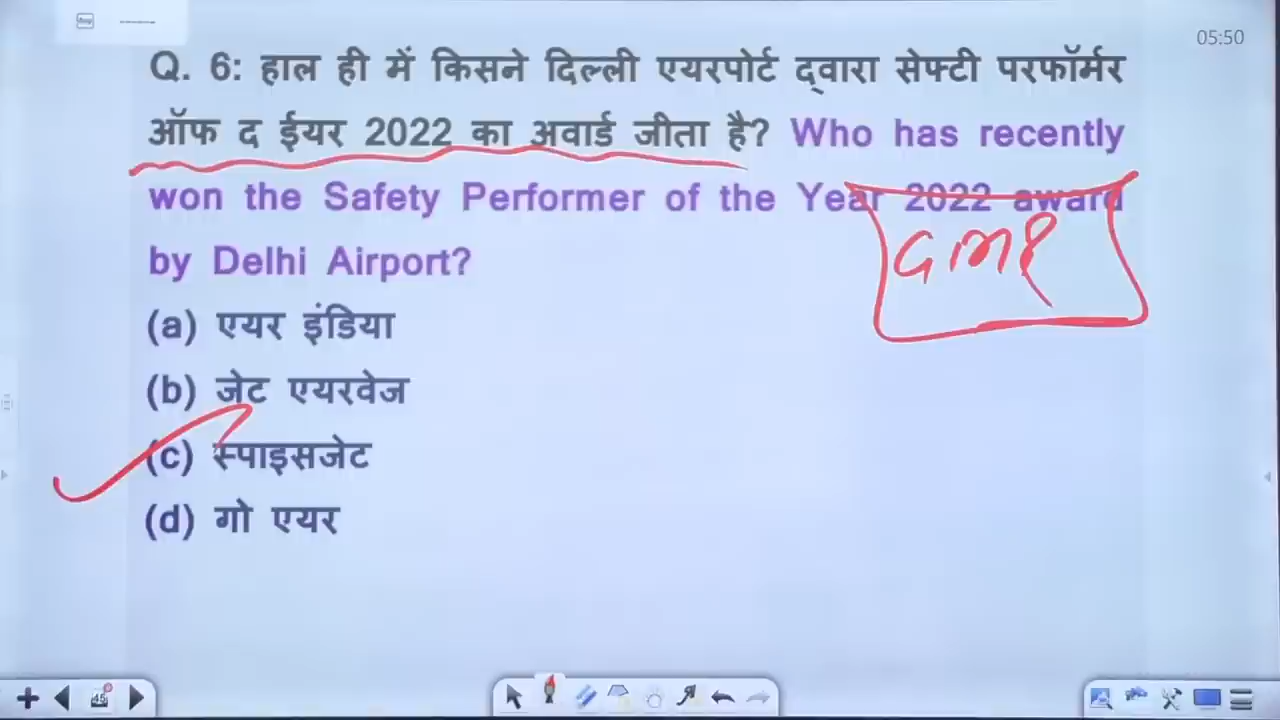 05:50
Q. 6: हाल ही में किसने दिल्ली एयरपोर्ट द्वारा सेफ्टी परफॉर्मर
ऑफ द ईयर 2022 का अवार्ड जीता है? Who has recently
won the Safety Performer of the Year 2022 award
by Delhi Airport?
GMR
(a) एयर इंडिया
(b) जेट एयरवेज
(c) स्पाइसजेट
(d) गो एयर
45